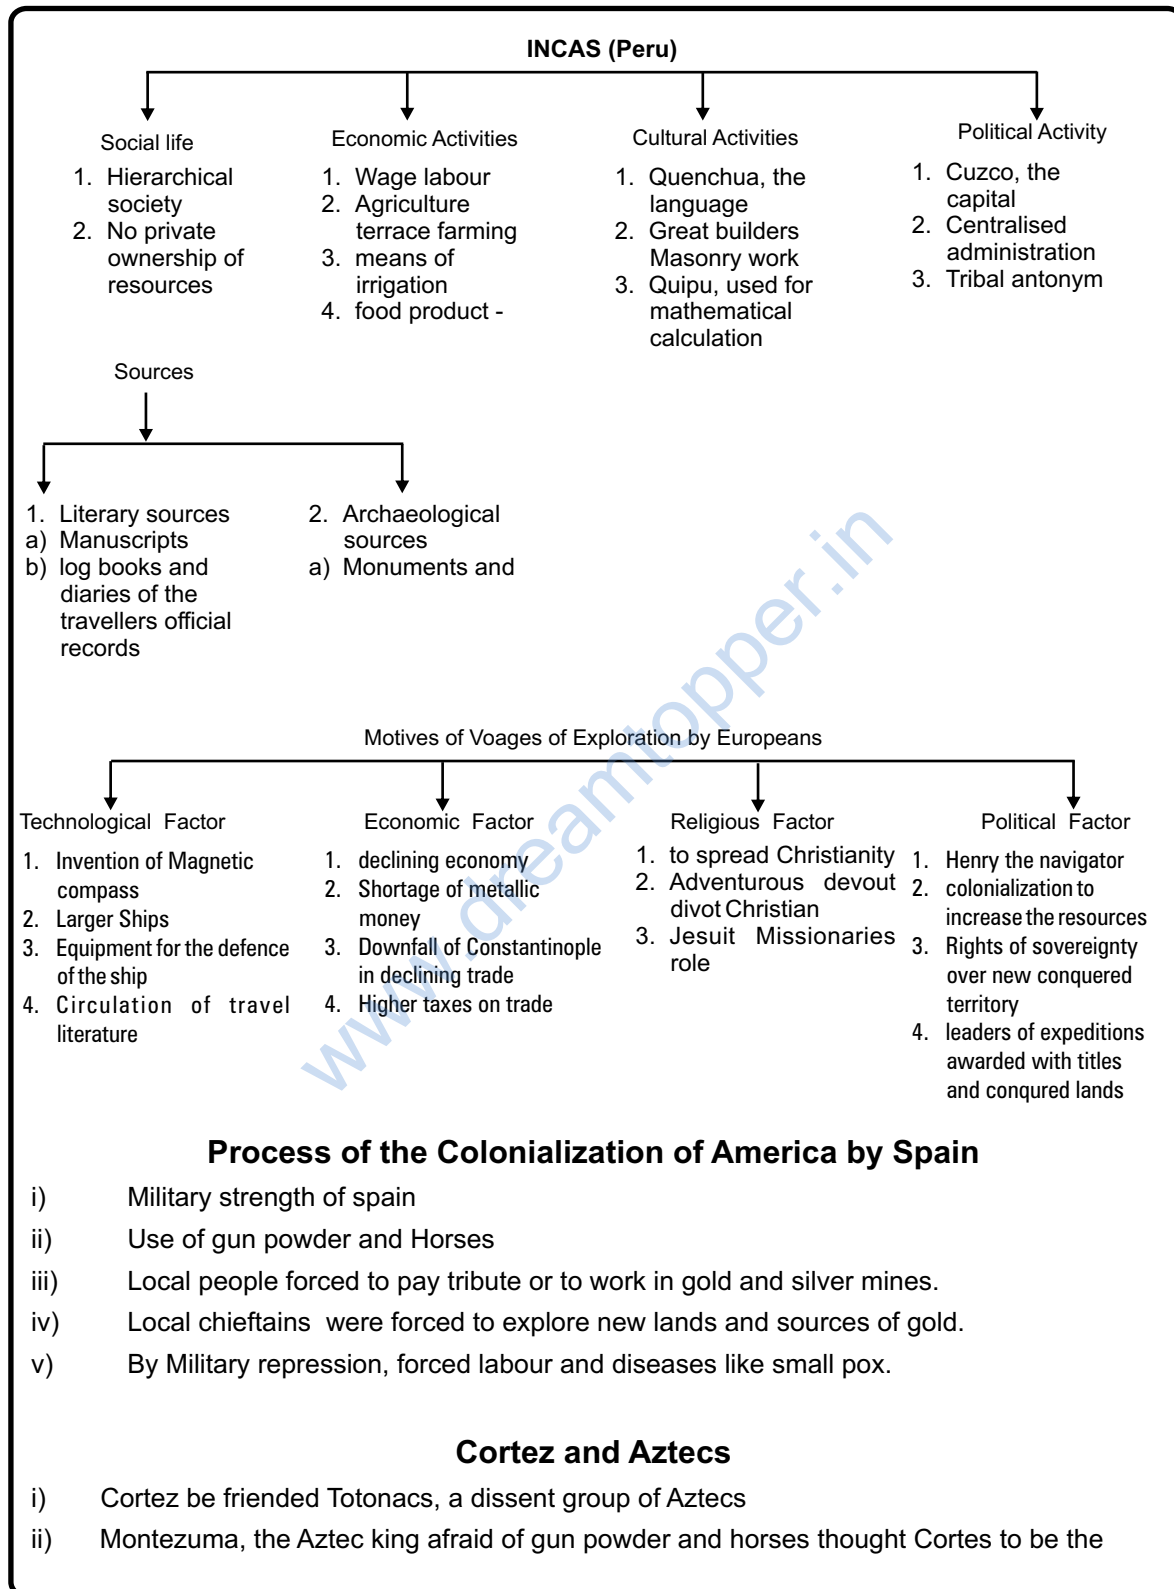 INCAS (Peru)
Social life
1. Hierarchical
society
2. No private
ownership of
resources
Economic Activities
1. Wage labour
2. Agriculture
terrace farming
3. means of
irrigation
4. food product -
Cultural Activities
1. Quenchua, the
language
2. Great builders
Masonry work
3. Quipu, used for
mathematical
calculation
Political Activity
1. Cuzco, the
capital
2. Centralised
administration
3. Tribal antonym
Sources
1. Literary sources
a) Manuscripts
b) log books and
diaries of the
travellers official
records
2. Archaeological
sources
a) Monuments and
Motives of Voages of Exploration by Europeans
Technological Factor
1. Invention of Magnetic
compass
2. Larger Ships
3. Equipment for the defence
of the ship
4. Circulation of travel
literature
Economic Factor
1. declining economy
2. Shortage of metallic
money
3. Downfall of Constantinople
in declining trade
4. Higher taxes on trade
Religious Factor
1. to spread Christianity
2. Adventurous devout
divot Christian
3. Jesuit Missionaries
role
Political Factor
1. Henry the navigator
2. colonialization to
increase the resources
3. Rights of sovereignty
over new conquered
territory
4. leaders of expeditions
awarded with titles
and conqured lands
Process of the Colonialization of America by Spain
i) Military strength of spain
ii) Use of gun powder and Horses
iii) Local people forced to pay tribute or to work in gold and silver mines.
iv) Local chieftains were forced to explore new lands and sources of gold.
v) By Military repression, forced labour and diseases like small pox.
Cortez and Aztecs
i) Cortez be friended Totonacs, a dissent group of Aztecs
ii) Montezuma, the Aztec king afraid of gun powder and horses thought Cortes to be the
www.dreamtopper.in